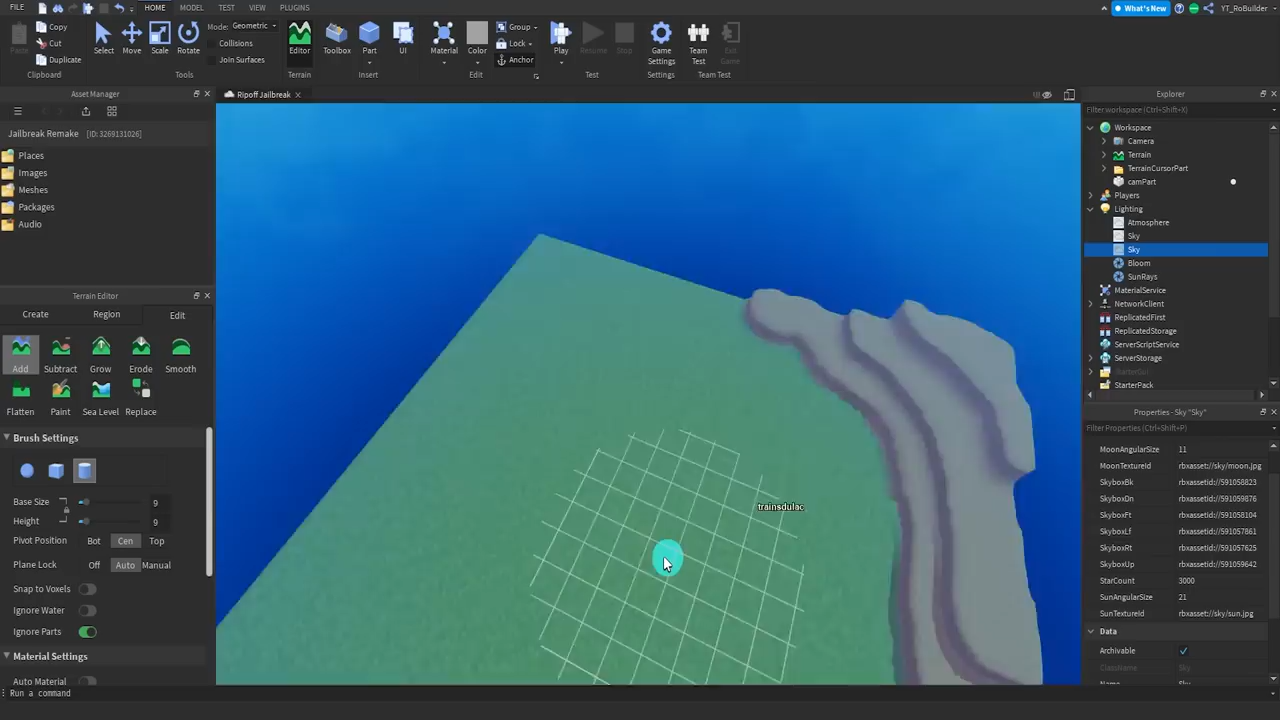 FILE HOME MODEL TEST VIEW PLUGINS What's New YT_RoBuilder
Paste Copy Cut Duplicate Select Move Scale Rotate Mode: Geometric Collisions Join Surfaces Editor Toolbox Part UI Material Color Group Lock Anchor Play Resume Stop Game Settings Team Test Exit Game
Clipboard Tools Terrain Insert Edit Test Settings Team Test
Asset Manager
Ripoff Jailbreak
Explorer
Filter workspace (Ctrl+Shift+X)
Jailbreak Remake [ID: 3269131026]
Places
Images
Meshes
Packages
Audio
Workspace
Camera
Terrain
TerrainCursorPart
camPart
Players
Lighting
Atmosphere
Sky
Sky
Bloom
SunRays
MaterialService
NetworkClient
ReplicatedFirst
ReplicatedStorage
ServerScriptService
ServerStorage
StarterGui
StarterPack
Terrain Editor
Create Region Edit
Add Subtract Grow Erode Smooth
Flatten Paint Sea Level Replace
Brush Settings
Base Size 9
Height 9
Pivot Position Bot Cen Top
Plane Lock Off Auto Manual
Snap to Voxels
Ignore Water
Ignore Parts
Material Settings
Auto Material
trainsdulac
Properties - Sky "Sky"
Filter Properties (Ctrl+Shift+P)
MoonAngularSize 11
MoonTextureId rbxasset://sky/moon.jpg
SkyboxBk rbxassetid://591058823
SkyboxDn rbxassetid://591059876
SkyboxFt rbxassetid://591058104
SkyboxLf rbxassetid://591057861
SkyboxRt rbxassetid://591057625
SkyboxUp rbxassetid://591059642
StarCount 3000
SunAngularSize 21
SunTextureId rbxasset://sky/sun.jpg
Data
Archivable
ClassName Sky
Run a command